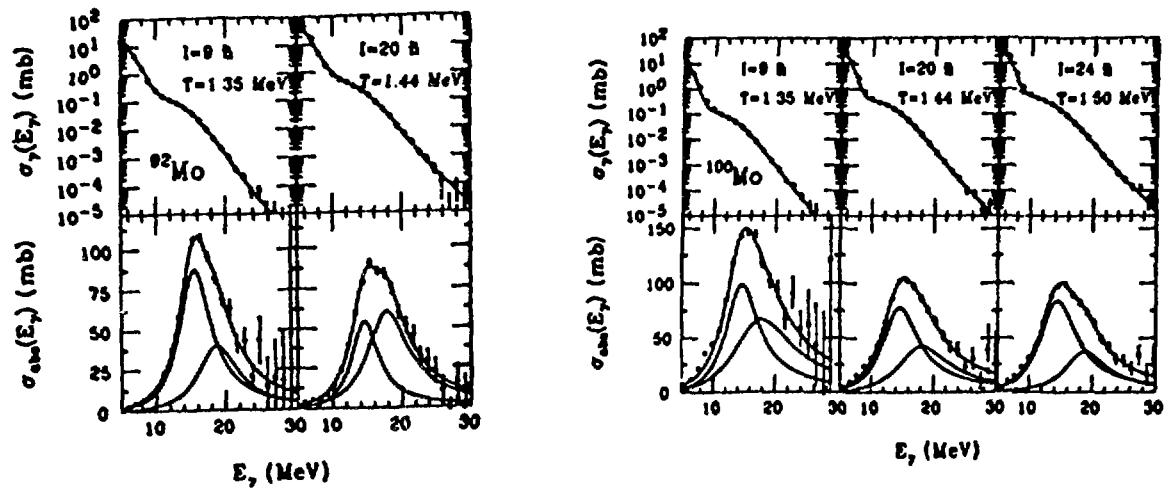 σγ(Eγ) (mb)
10² 10¹ 10⁰ 10⁻¹ 10⁻² 10⁻³ 10⁻⁴ 10⁻⁵
I=9 ħ
T=1 35 MeV
⁹²Mo
I=20 ħ
T=1.44 MeV
σabs(Eγ) (mb)
100 75 50 25 0
10 20 30 10 20 30
Eγ (MeV)
σγ(Eγ) (mb)
10² 10¹ 10⁰ 10⁻¹ 10⁻² 10⁻³ 10⁻⁴ 10⁻⁵
I=9 ħ
T=1 35 MeV
¹⁰⁰Mo
I=20 ħ
T=1 44 MeV
I=24 ħ
T=1 50 MeV
σabs(Eγ) (mb)
150 100 50 0
10 20 30 10 20 30 10 20 30
Eγ (MeV)